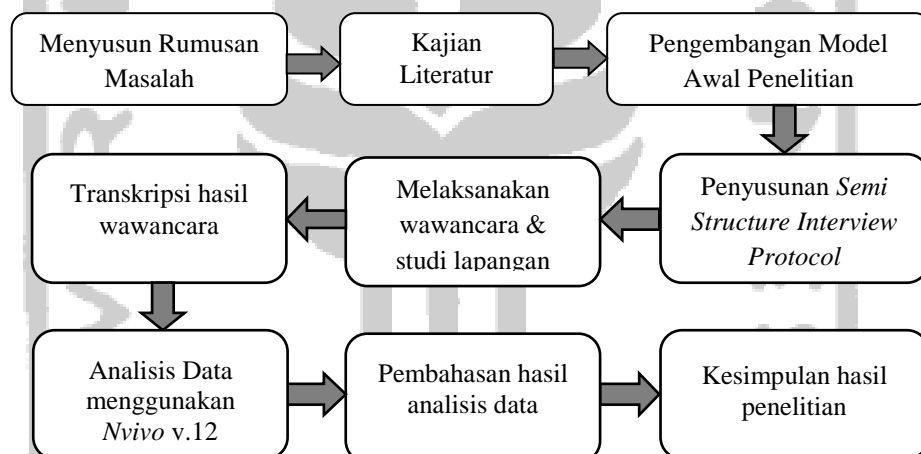 Menyusun Rumusan
Masalah
Kajian
Literatur
Pengembangan Model
Awal Penelitian
Penyusunan Semi
Structure Interview
Protocol
Melaksanakan
wawancara &
studi lapangan
Transkripsi hasil
wawancara
Analisis Data
menggunakan
Nvivo v.12
Pembahasan hasil
analisis data
Kesimpulan hasil
penelitian